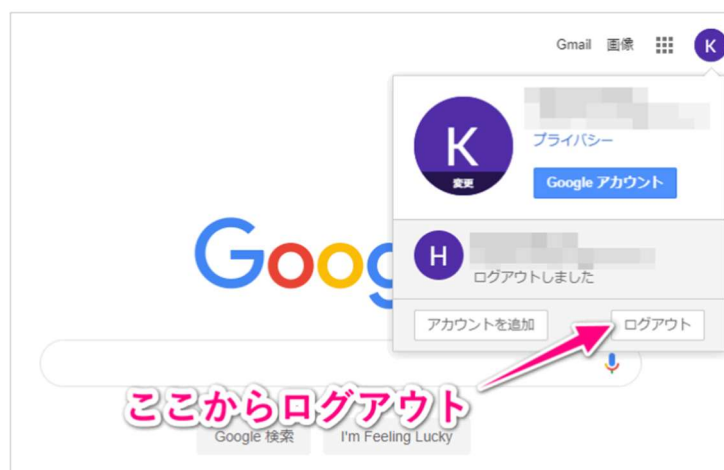 Gmail 画像
K
K
変更
プライバシー
Google アカウント
H
ログアウトしました
アカウントを追加 ログアウト
Goog
ここからログアウト
Google 検索 I'm Feeling Lucky